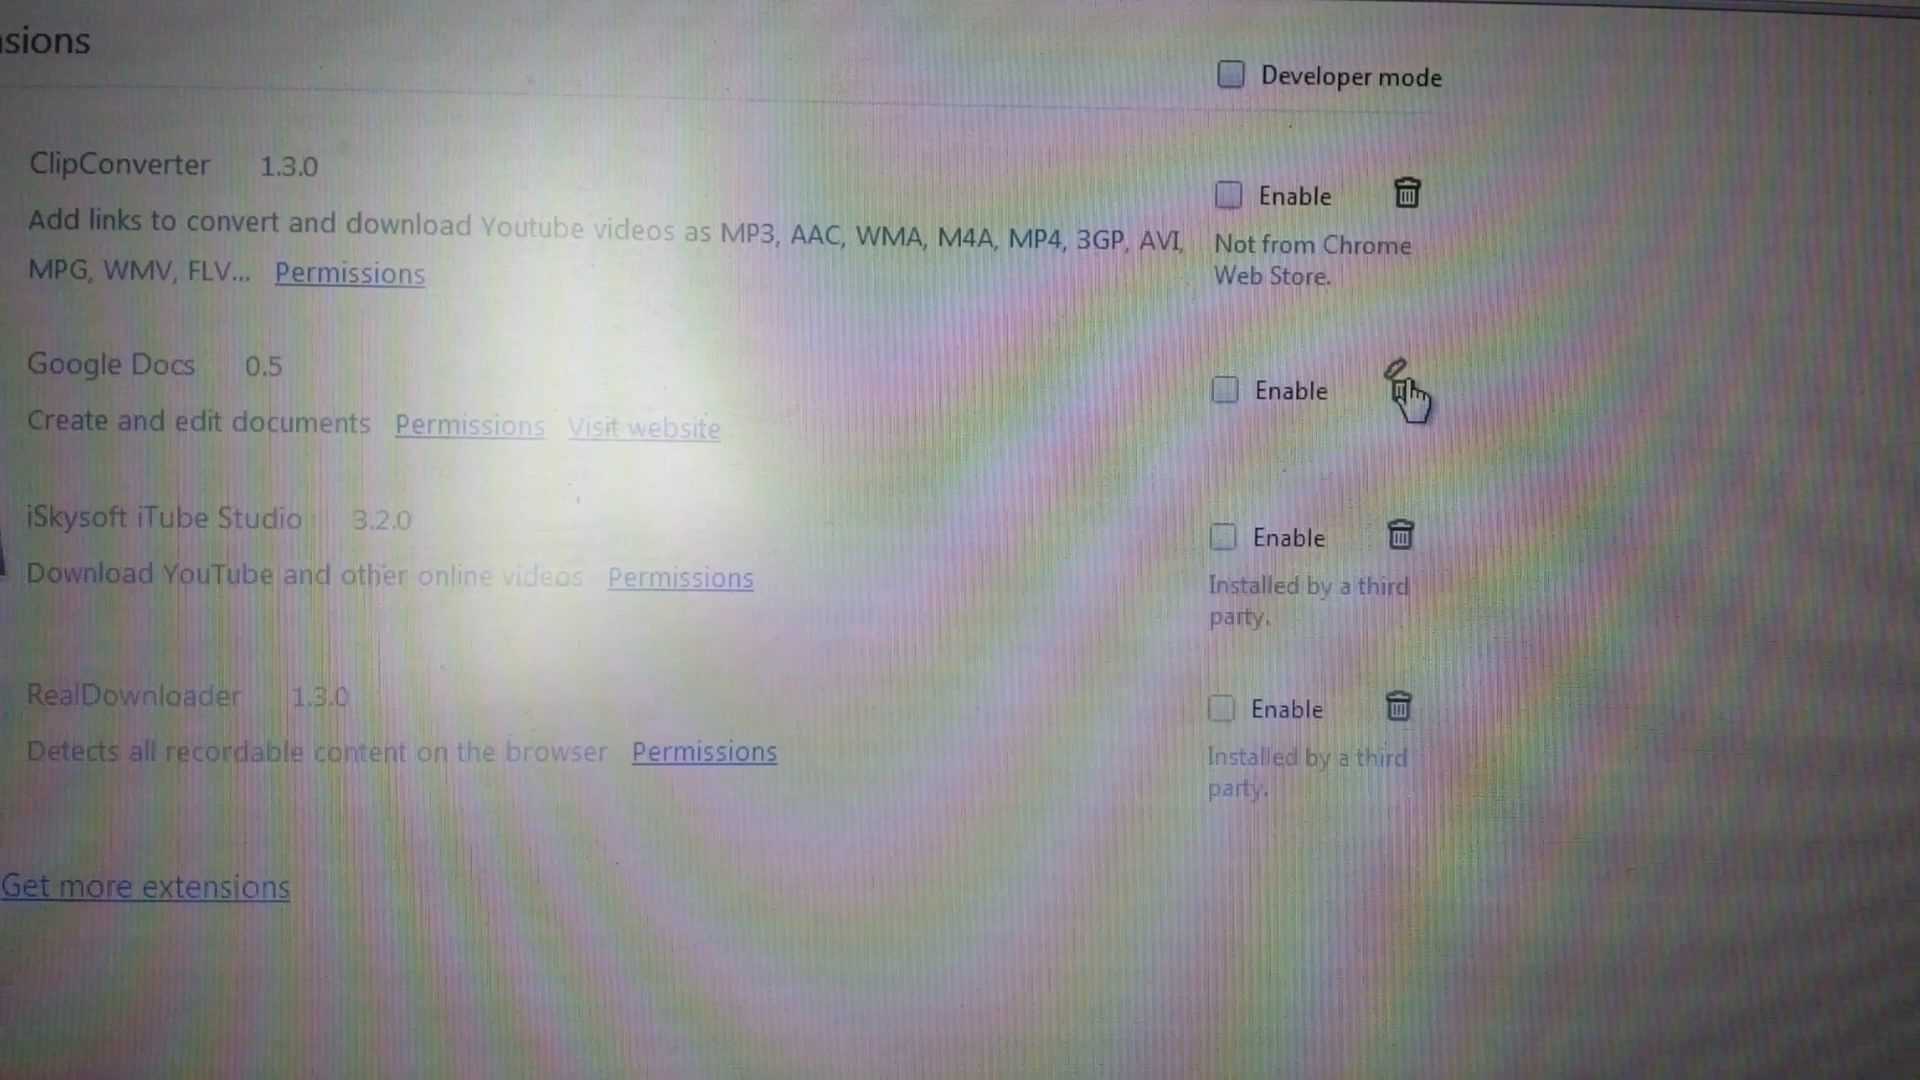 sions
Developer mode
ClipConverter 1.3.0
Enable
Add links to convert and download Youtube videos as MP3, AAC, WMA, M4A, MP4, 3GP, AVI,
MPG, WMV, FLV... Permissions
Not from Chrome
Web Store.
Google Docs 0.5
Enable
Create and edit documents Permissions Visit website
iSkysoft iTube Studio 3.2.0
Enable
Download YouTube and other online videos Permissions
Installed by a third
party.
RealDownloader 1.3.0
Enable
Detects all recordable content on the browser Permissions
Installed by a third
party.
Get more extensions